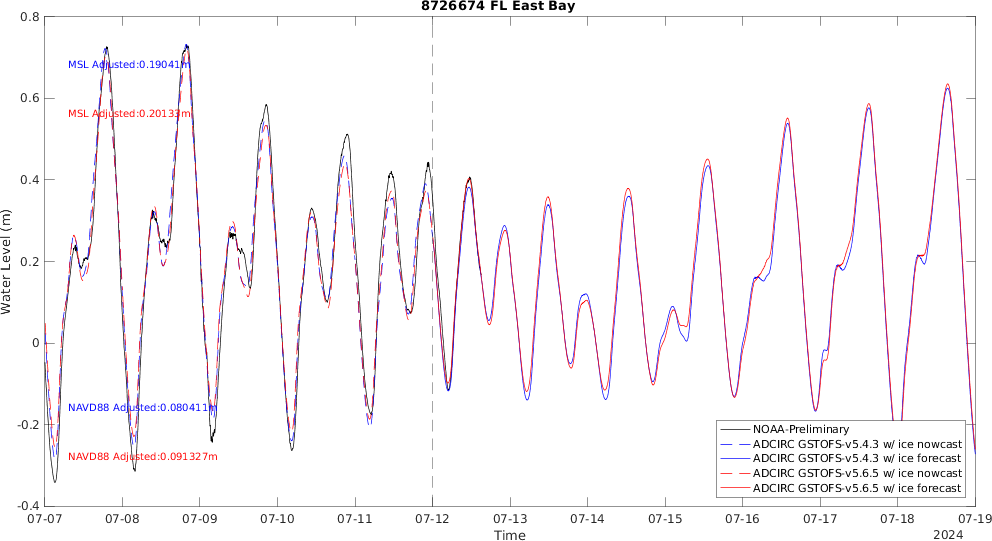 8726674 FL East Bay
Water Level (m)
0.8
0.6
0.4
0.2
0
-0.2
-0.4
MSL Adjusted:0.19041m
MSL Adjusted:0.20133m
NAVD88 Adjusted:0.080411m
NAVD88 Adjusted:0.091327m
NOAA-Preliminary
ADCIRC GSTOFS-v5.4.3 w/ ice nowcast
ADCIRC GSTOFS-v5.4.3 w/ ice forecast
ADCIRC GSTOFS-v5.6.5 w/ ice nowcast
ADCIRC GSTOFS-v5.6.5 w/ ice forecast
07-07 07-08 07-09 07-10 07-11 07-12 07-13 07-14 07-15 07-16 07-17 07-18 07-19
Time
2024